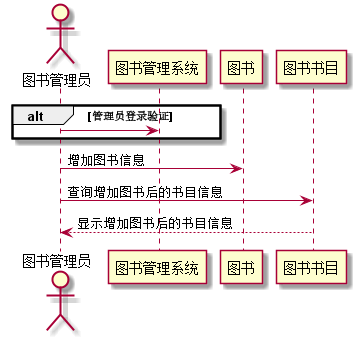 图书管理员
图书管理系统
图书
图书书目
alt [管理员登录验证]
增加图书信息
查询增加图书后的书目信息
显示增加图书后的书目信息
图书管理员
图书管理系统
图书
图书书目